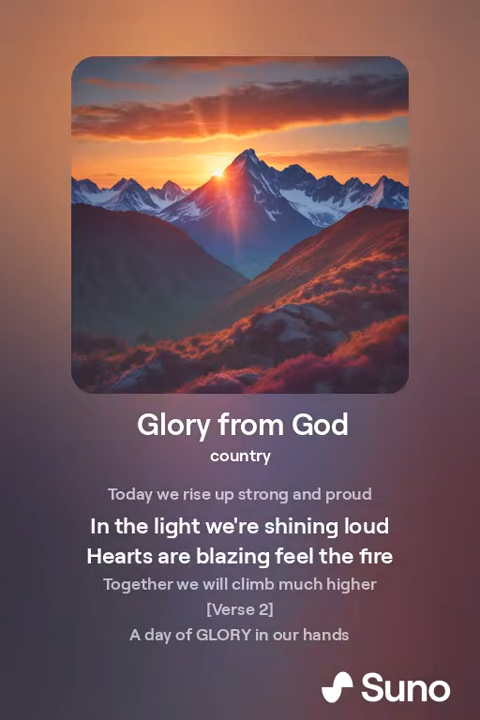 Glory from God
country
Today we rise up strong and proud
In the light we're shining loud
Hearts are blazing feel the fire
Together we will climb much higher
[Verse 2]
A day of GLORY in our hands
Suno